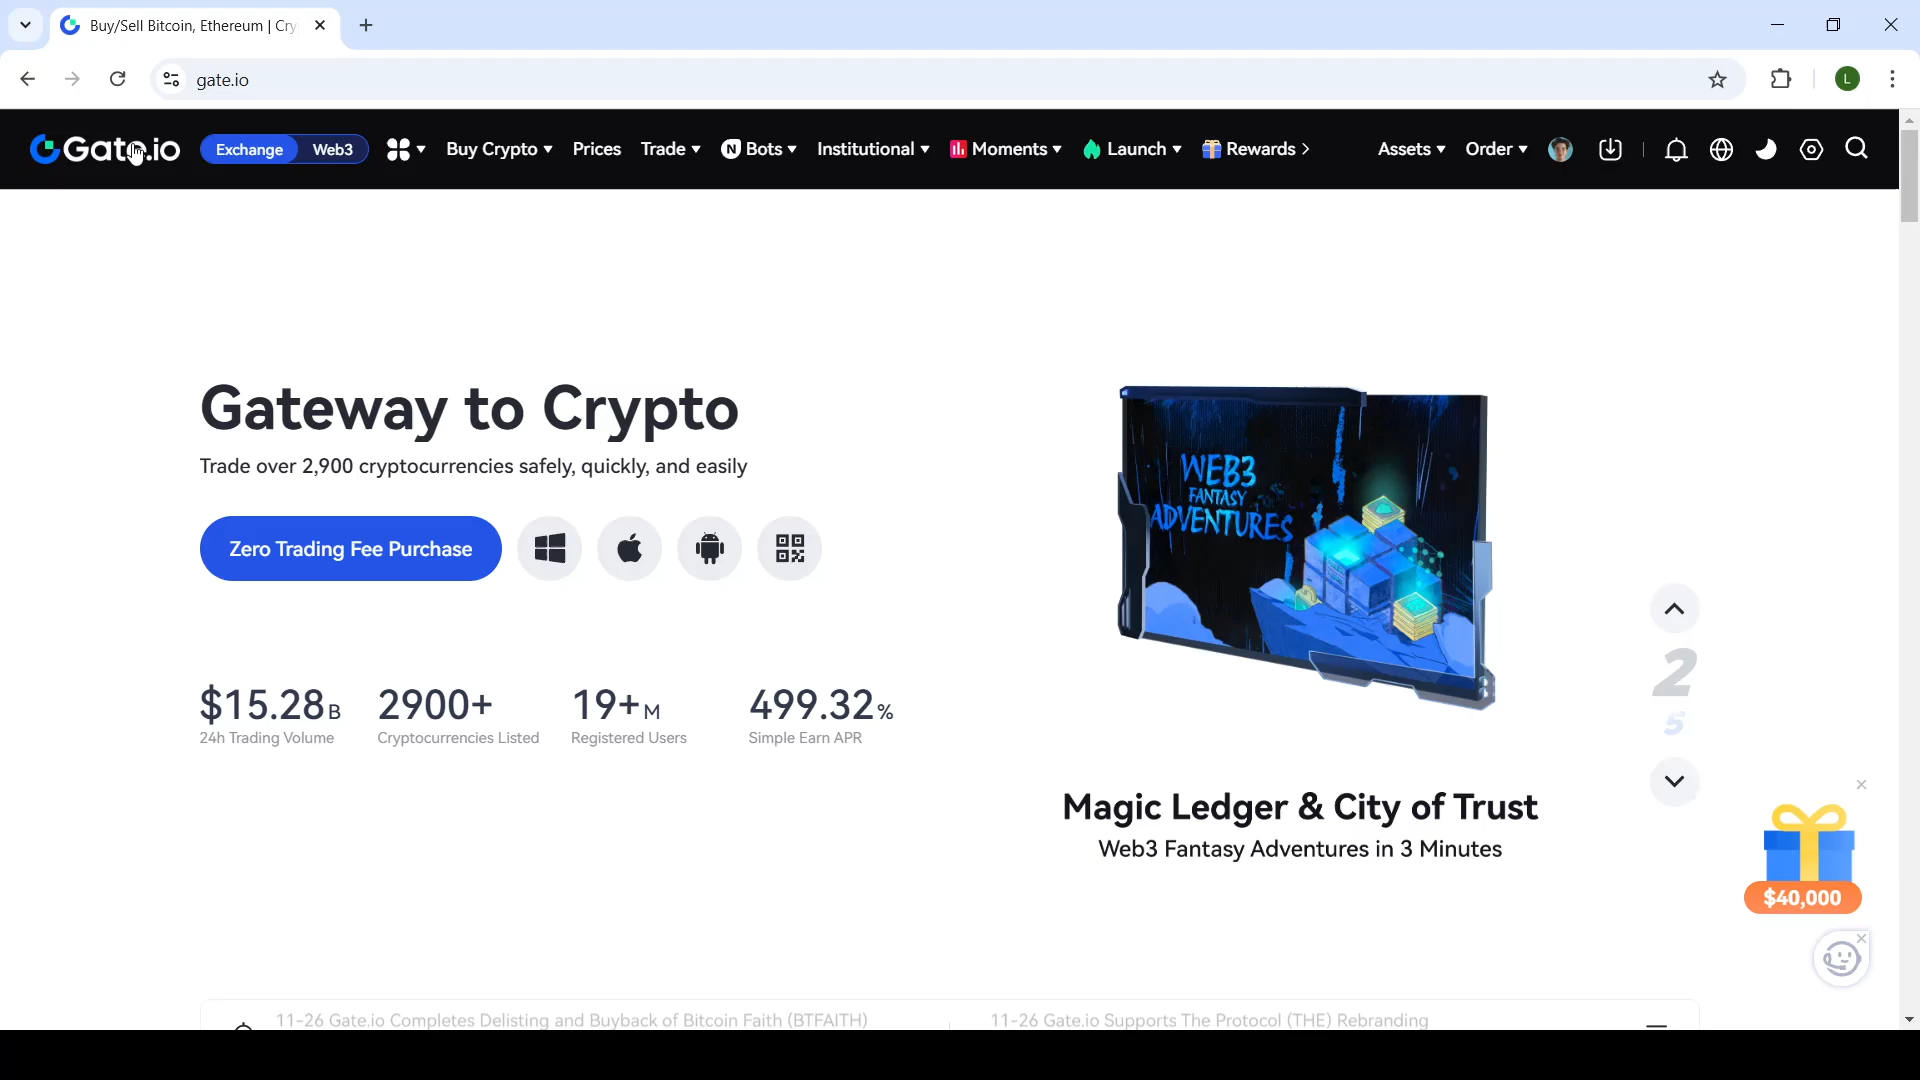 Buy/Sell Bitcoin, Ethereum | Cry
gate.io
L
Gate.io
Exchange
Web3
Buy Crypto
Prices
Trade
Bots
Institutional
Moments
Launch
Rewards
Assets
Order
Gateway to Crypto
Trade over 2,900 cryptocurrencies safely, quickly, and easily
Zero Trading Fee Purchase
WEB3
FANTASY
ADVENTURES
$15.28B
24h Trading Volume
2900+
Cryptocurrencies Listed
19+M
Registered Users
499.32%
Simple Earn APR
2
5
Magic Ledger & City of Trust
Web3 Fantasy Adventures in 3 Minutes
$40,000
11-26 Gate.io Completes Delisting and Buyback of Bitcoin Faith (BTFAITH)
11-26 Gate.io Supports The Protocol (THE) Rebranding